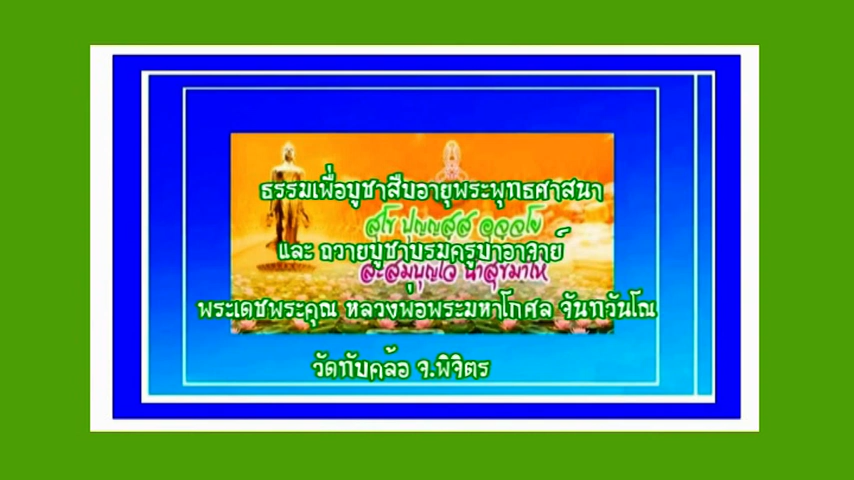 ธรรมเพื่อบูชาสืบอายุพระพุทธศาสนา
สุโข ปุญฺญสฺส อุจฺจโย
และ ถวายบูชาบรมครูบาอาจาย์
สะสมบุญไว้ นำสุขมาให้
พระเดชพระคุณ หลวงพ่อพระมหาโกศล จันทวันโณ
วัดทับคล้อ จ.พิจิตร